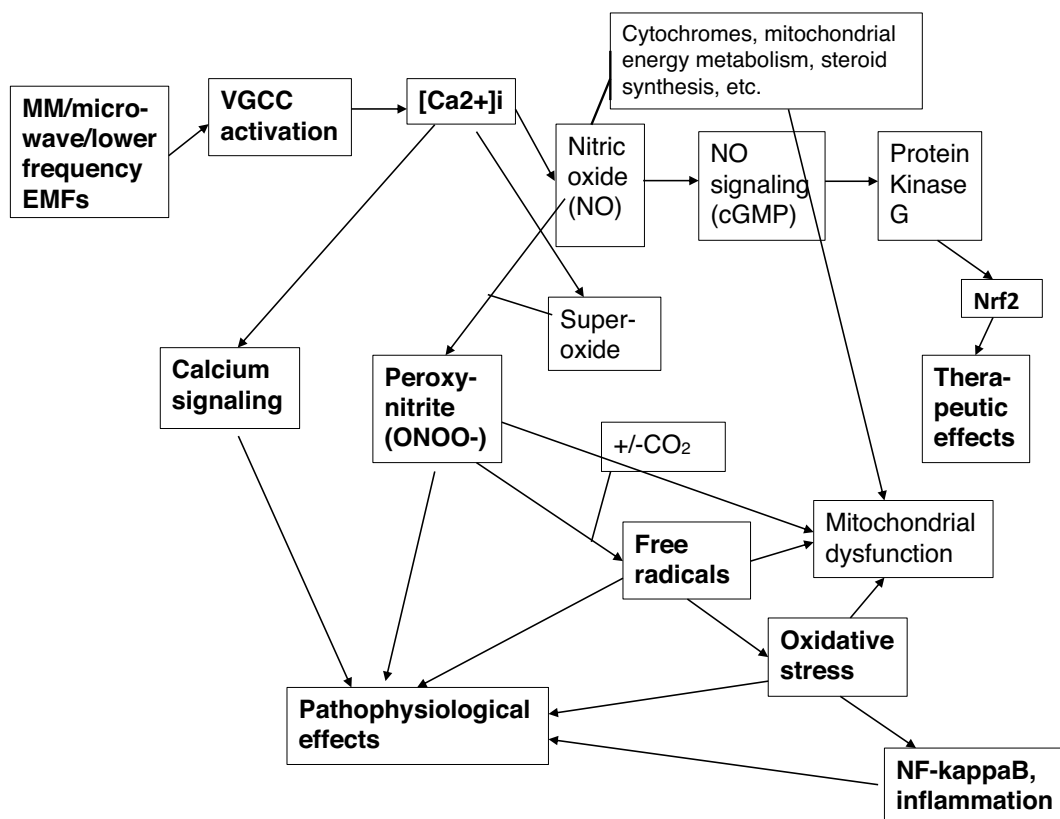 Cytochromes, mitochondrial
energy metabolism, steroid
synthesis, etc.
MM/micro-
wave/lower
frequency
EMFs
VGCC
activation
[Ca2+]i
Nitric
oxide
(NO)
NO
signaling
(cGMP)
Protein
Kinase
G
Nrf2
Super-
oxide
Calcium
signaling
Peroxy-
nitrite
(ONOO-)
Thera-
peutic
effects
+/-CO₂
Mitochondrial
dysfunction
Free
radicals
Oxidative
stress
Pathophysiological
effects
NF-kappaB,
inflammation